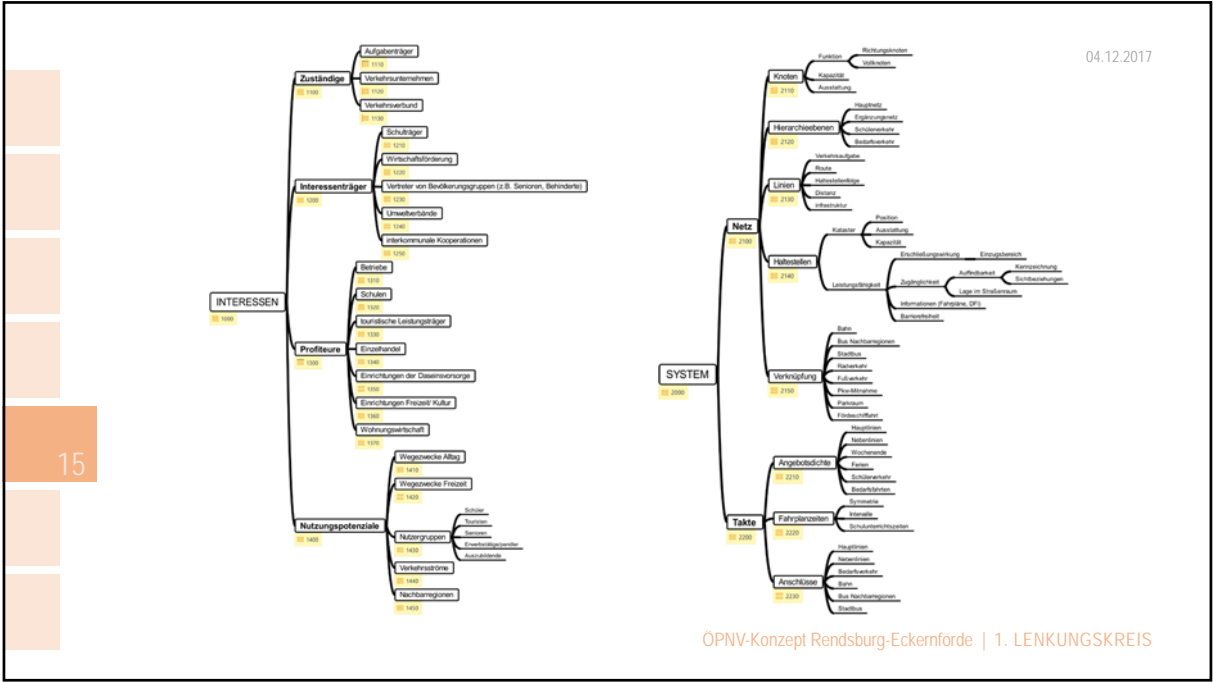 04.12.2017
INTERESSEN
1000
Zuständige
1100
Aufgabenträger
1110
Verkehrsunternehmen
1120
Verkehrsverbund
1130
Interessenträger
1200
Schulträger
1210
Wirtschaftsförderung
1220
Vertreter von Bevölkerungsgruppen (z.B. Senioren, Behinderte)
1230
Umweltverbände
1240
interkommunale Kooperationen
1250
Profiteure
1300
Betriebe
1310
Schulen
1320
touristische Leistungsträger
1330
Einzelhandel
1340
Einrichtungen der Daseinsvorsorge
1350
Einrichtungen Freizeit/ Kultur
1360
Wohnungswirtschaft
1370
Nutzungspotenziale
1400
Wegezwecke Alltag
1410
Wegezwecke Freizeit
1420
Nutzergruppen
1430
Schüler
Touristen
Senioren
Erwerbstätige/pendler
Auszubildende
Verkehrsströme
1440
Nachbarregionen
1450
SYSTEM
2000
Netz
2100
Knoten
2110
Funktion
Richtungsknoten
Vollknoten
Kapazität
Ausstattung
Hierarchieebenen
2120
Hauptnetz
Ergänzungsnetz
Schülerverkehr
Bedarfsverkehr
Linien
2130
Verkehrsaufgabe
Route
Haltestellenfolge
Distanz
Infrastruktur
Haltestellen
2140
Kataster
Position
Ausstattung
Kapazität
Leistungsfähigkeit
Erschließungswirkung
Einzugsbereich
Zugänglichkeit
Auffindbarkeit
Kennzeichnung
Sichtbeziehungen
Lage im Straßenraum
Informationen (Fahrpläne, DFI)
Barrierefreiheit
Verknüpfung
2150
Bahn
Bus Nachbarregionen
Stadtbus
Radverkehr
Fußverkehr
Pkw-Mitnahme
Parkraum
Fördeschifffahrt
Takte
2200
Angebotsdichte
2210
Hauptlinien
Nebenlinien
Wochenende
Ferien
Schülerverkehr
Bedarfsfahrten
Fahrplanzeiten
2220
Symmetrie
Intervalle
Schulunterrichtszeiten
Anschlüsse
2230
Hauptlinien
Nebenlinien
Bedarfsverkehr
Bahn
Bus Nachbarregionen
Stadtbus
15
ÖPNV-Konzept Rendsburg-Eckernförde | 1. LENKUNGSKREIS